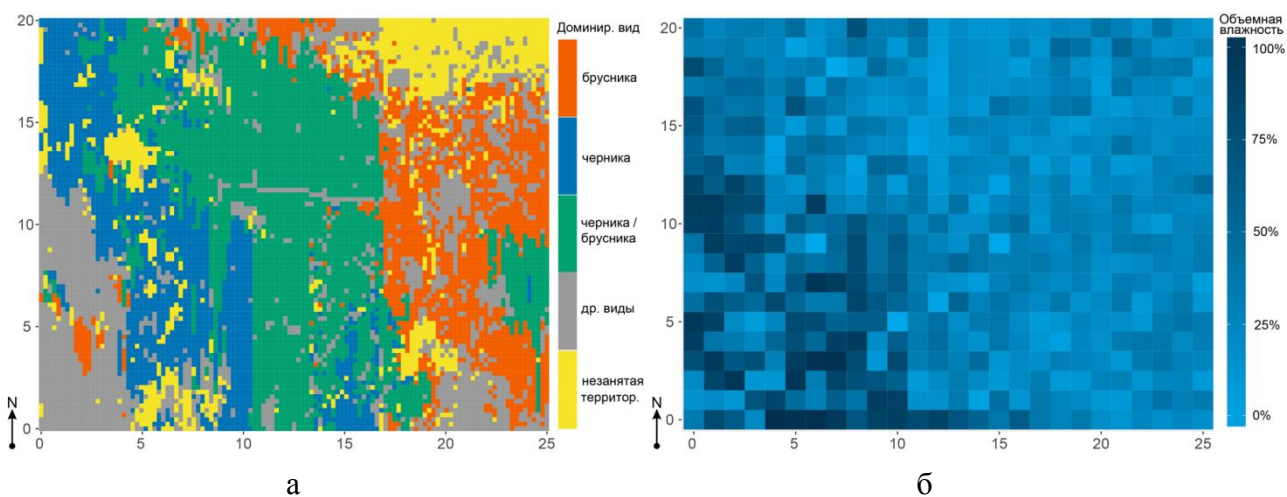 Доминир. вид
брусника
черника
черника /
брусника
др. виды
незанятая
территор.
20
15
10
5
0
0 5 10 15 20 25
N
а
Объемная
влажность
100%
75%
50%
25%
0%
20
15
10
5
0
0 5 10 15 20 25
N
б